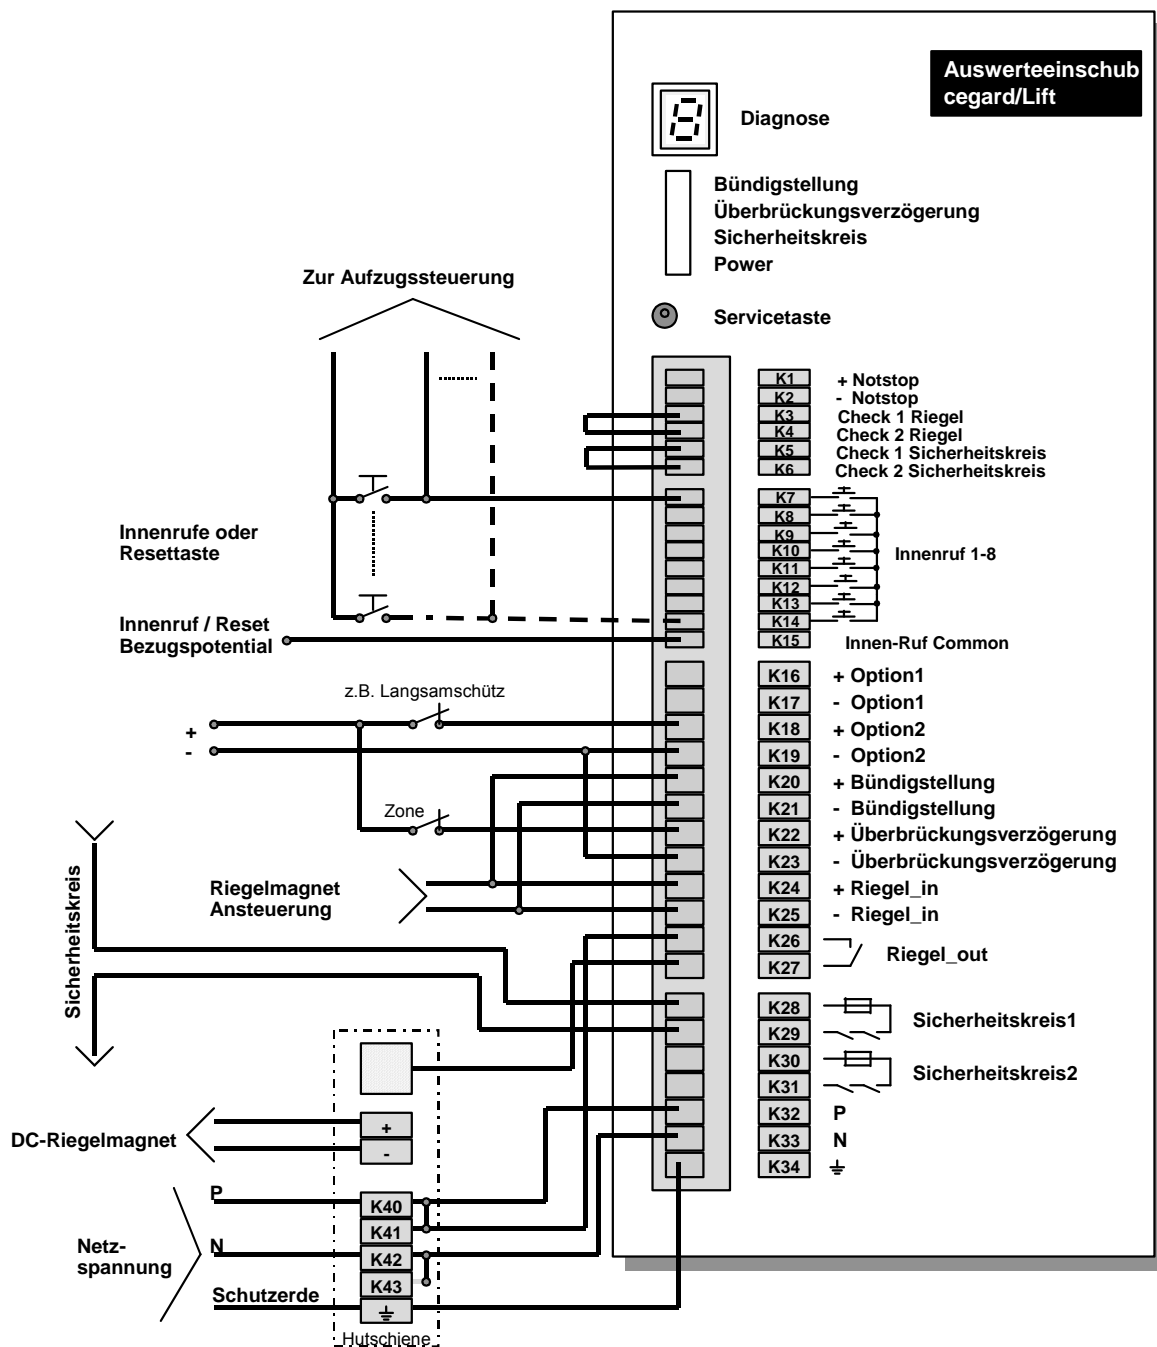 Auswerteeinschub
cegard/Lift
Diagnose
Bündigstellung
Überbrückungsverzögerung
Sicherheitskreis
Power
Servicetaste
Zur Aufzugssteuerung
Innenrufe oder
Resettaste
Innenruf / Reset
Bezugspotential
z.B. Langsamschütz
+
-
Zone
Riegelmagnet
Ansteuerung
Sicherheitskreis
DC-Riegelmagnet
+
-
P
N
Netz-
spannung
Schutzerde
K40
K41
K42
K43
Hutschiene
K1 + Notstop
K2 - Notstop
K3 Check 1 Riegel
K4 Check 2 Riegel
K5 Check 1 Sicherheitskreis
K6 Check 2 Sicherheitskreis
K7
K8
K9
K10
K11
K12
K13
K14
Innenruf 1-8
K15 Innen-Ruf Common
K16 + Option1
K17 - Option1
K18 + Option2
K19 - Option2
K20 + Bündigstellung
K21 - Bündigstellung
K22 + Überbrückungsverzögerung
K23 - Überbrückungsverzögerung
K24 + Riegel_in
K25 - Riegel_in
K26
K27
Riegel_out
K28
K29
Sicherheitskreis1
K30
K31
Sicherheitskreis2
K32 P
K33 N
K34